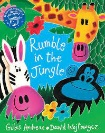 Rumble in
the Jungle
Giles Andreae · David Wojtowycz